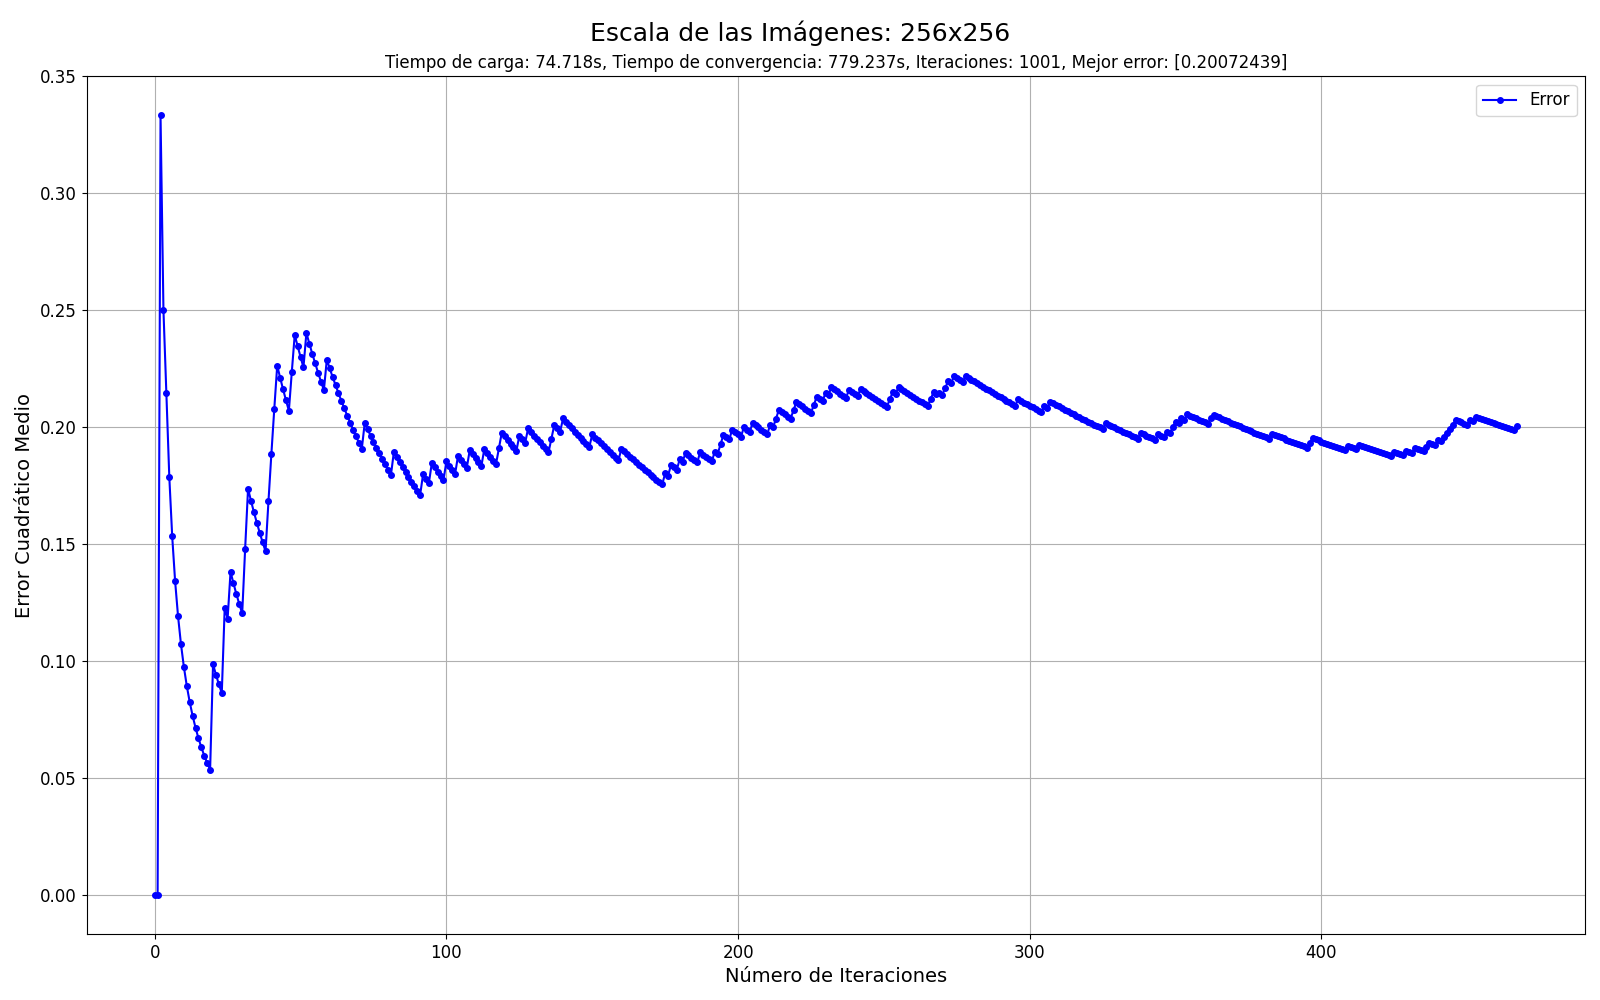 Escala de las Imágenes: 256x256
Tiempo de carga: 74.718s, Tiempo de convergencia: 779.237s, Iteraciones: 1001, Mejor error: [0.20072439]
Error
Error Cuadrático Medio
0.35
0.30
0.25
0.20
0.15
0.10
0.05
0.00
0
100
200
300
400
Número de Iteraciones